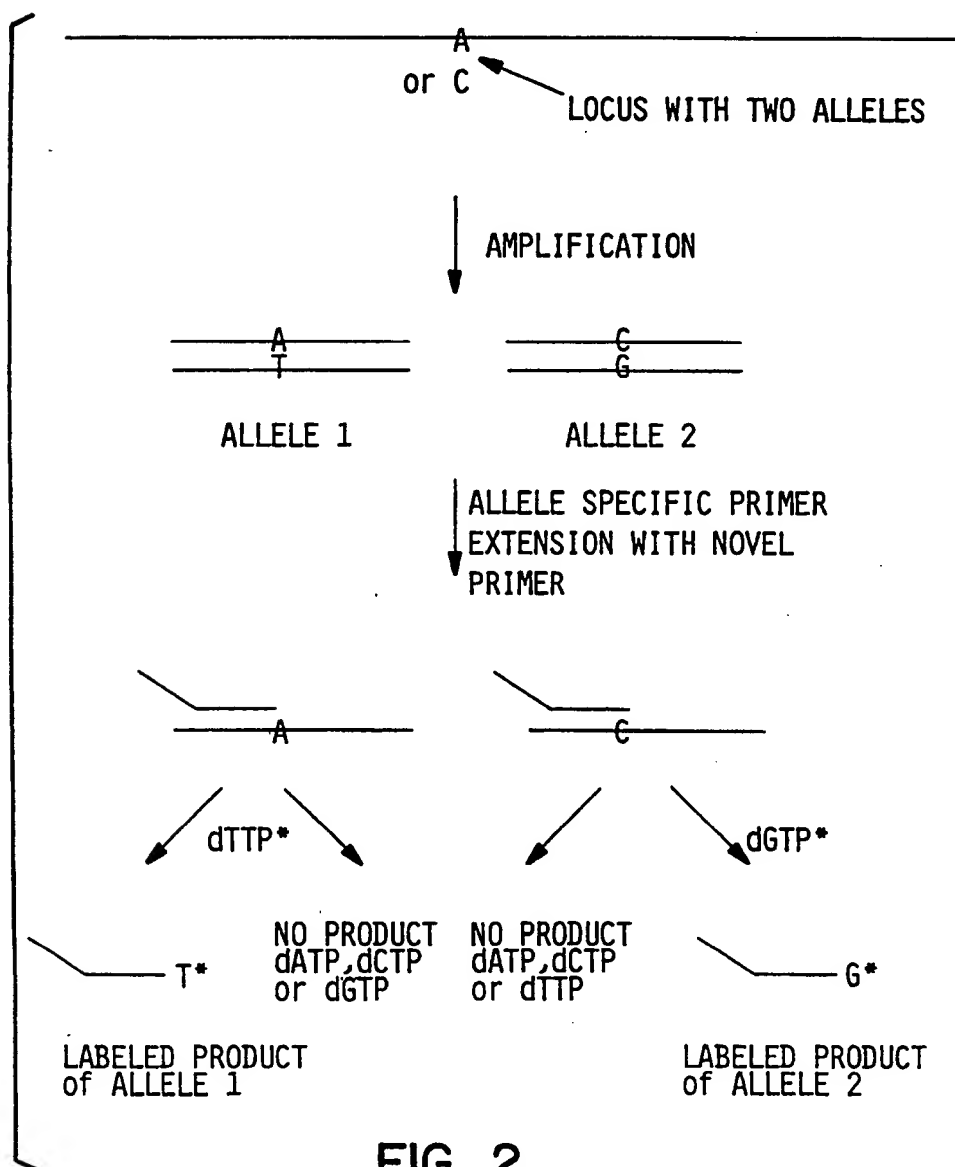 A
or C
LOCUS WITH TWO ALLELES
AMPLIFICATION
A
T
C
G
ALLELE 1
ALLELE 2
ALLELE SPECIFIC PRIMER
EXTENSION WITH NOVEL
PRIMER
A
C
dTTP*
dGTP*
T*
NO PRODUCT
dATP,dCTP
or dGTP
NO PRODUCT
dATP,dCTP
or dTTP
G*
LABELED PRODUCT
of ALLELE 1
LABELED PRODUCT
of ALLELE 2
FIG. 2